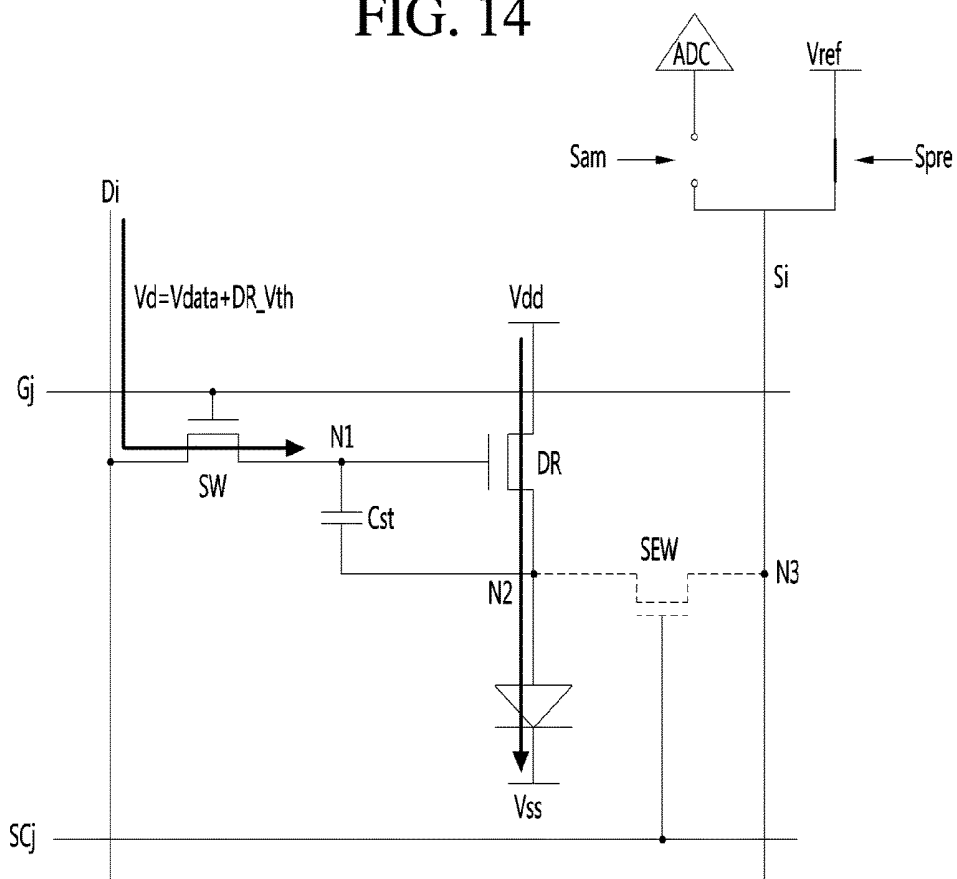 FIG. 14
ADC
Vref
Sam
Spre
Di
Si
Vd=Vdata+DR_Vth
Vdd
Gj
N1
DR
SW
Cst
SEW
N2
N3
Vss
SCj